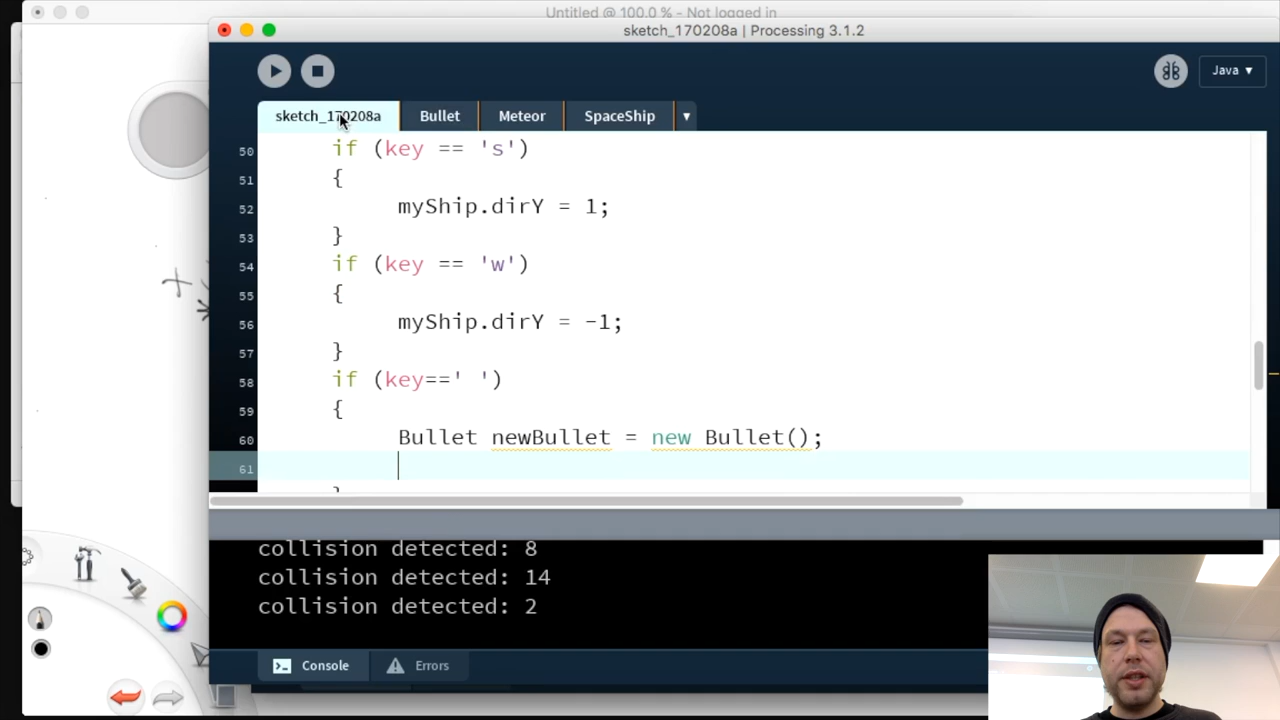 Untitled @ 100.0 % - Not logged in
sketch_170208a | Processing 3.1.2
Java ▾
sketch_170208a Bullet Meteor SpaceShip ▾
50 if (key == 's')
51 {
52 myShip.dirY = 1;
53 }
54 if (key == 'w')
55 {
56 myShip.dirY = -1;
57 }
58 if (key==' ')
59 {
60 Bullet newBullet = new Bullet();
61
collision detected: 8
collision detected: 14
collision detected: 2
Console Errors